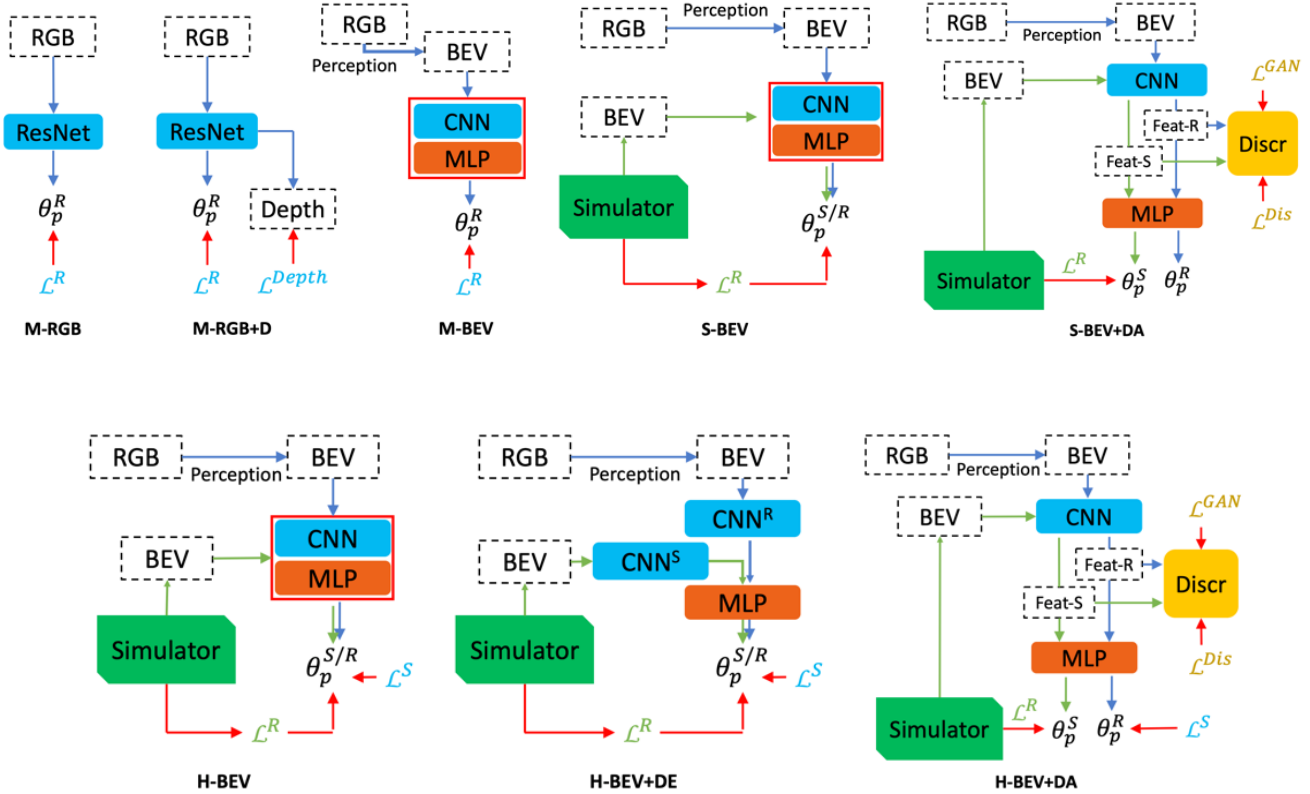 RGB
ResNet
θ_p^R
ℒ^R
M-RGB
RGB
ResNet
Depth
θ_p^R
ℒ^R
ℒ^Depth
M-RGB+D
RGB
Perception
BEV
CNN
MLP
θ_p^R
ℒ^R
M-BEV
RGB
Perception
BEV
BEV
CNN
MLP
Simulator
θ_p^S/R
ℒ^R
S-BEV
RGB
Perception
BEV
BEV
CNN
ℒ^GAN
Feat-R
Discr
Feat-S
MLP
ℒ^Dis
Simulator
ℒ^R
θ_p^S
θ_p^R
S-BEV+DA
RGB
Perception
BEV
BEV
CNN
MLP
Simulator
θ_p^S/R
ℒ^S
ℒ^R
H-BEV
RGB
Perception
BEV
CNN^R
BEV
CNN^S
MLP
Simulator
θ_p^S/R
ℒ^S
ℒ^R
H-BEV+DE
RGB
Perception
BEV
BEV
CNN
ℒ^GAN
Feat-R
Discr
Feat-S
MLP
ℒ^Dis
Simulator
ℒ^R
θ_p^S
θ_p^R
ℒ^S
H-BEV+DA